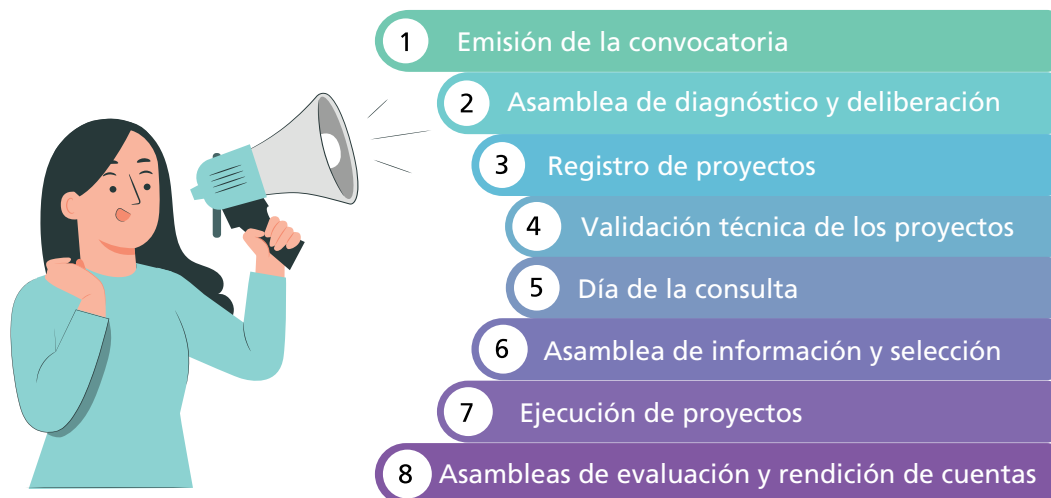 1 Emisión de la convocatoria
2 Asamblea de diagnóstico y deliberación
3 Registro de proyectos
4 Validación técnica de los proyectos
5 Día de la consulta
6 Asamblea de información y selección
7 Ejecución de proyectos
8 Asambleas de evaluación y rendición de cuentas